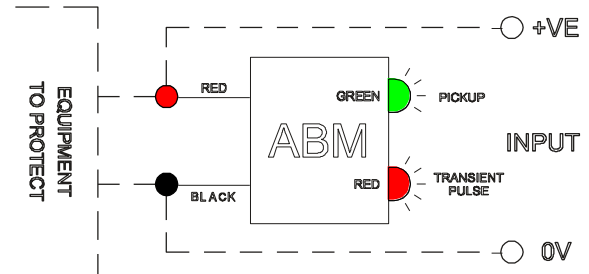 +VE
RED
GREEN
PICKUP
EQUIPMENT
TO PROTECT
ABM
INPUT
BLACK
RED
TRANSIENT
PULSE
0V